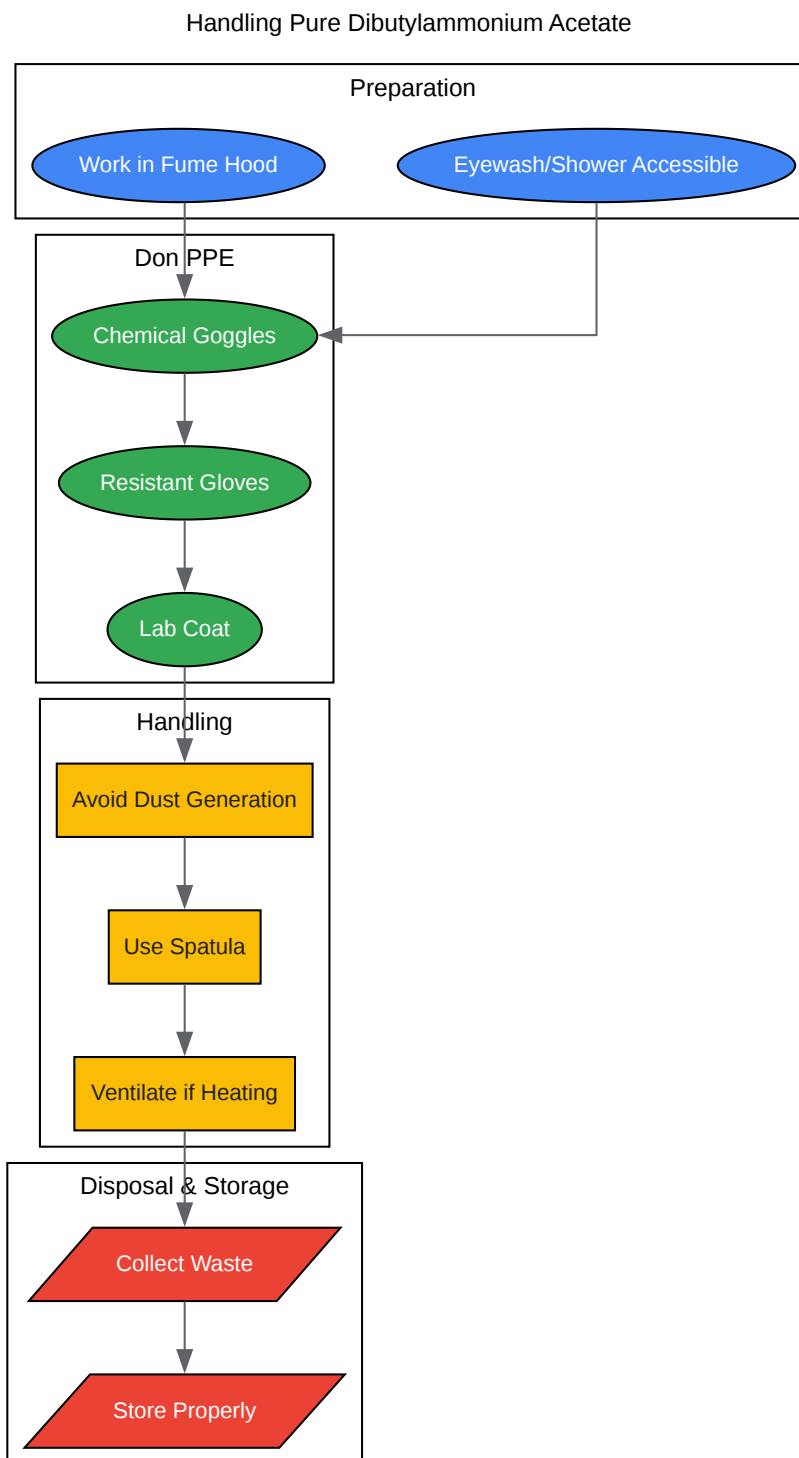 Handling Pure Dibutylammonium Acetate
Preparation
Work in Fume Hood
Eyewash/Shower Accessible
Don PPE
Chemical Goggles
Resistant Gloves
Lab Coat
Handling
Avoid Dust Generation
Use Spatula
Ventilate if Heating
Disposal & Storage
Collect Waste
Store Properly